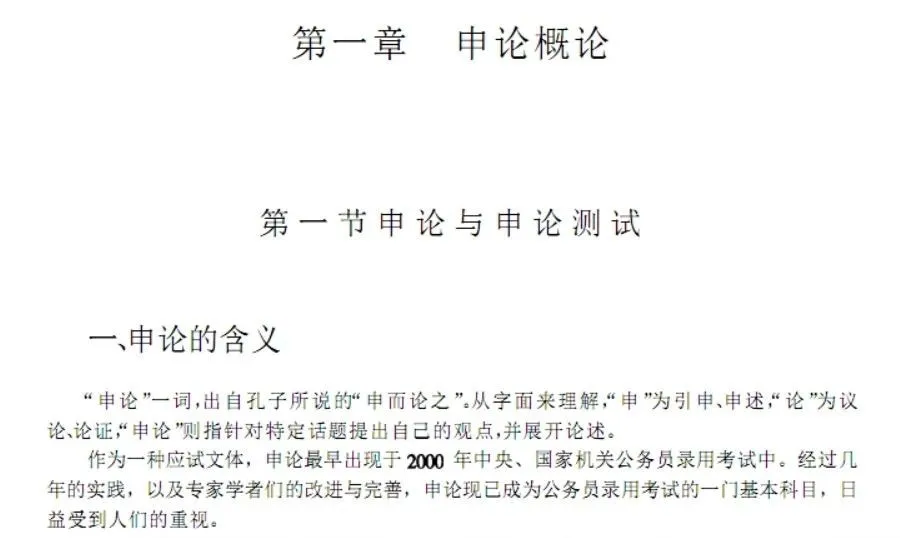 第一章 申论概论
第一节申论与申论测试
一、申论的含义
“申论”一词,出自孔子所说的“申而论之”。从字面来理解,“申”为引申、申述,“论”为议
论、论证,“申论”则指针对特定话题提出自己的观点,并展开论述。
作为一种应试文体，申论最早出现于 2000 年中央、国家机关公务员录用考试中。经过几
年的实践，以及专家学者们的改进与完善，申论现已成为公务员录用考试的一门基本科目，日
益受到人们的重视。